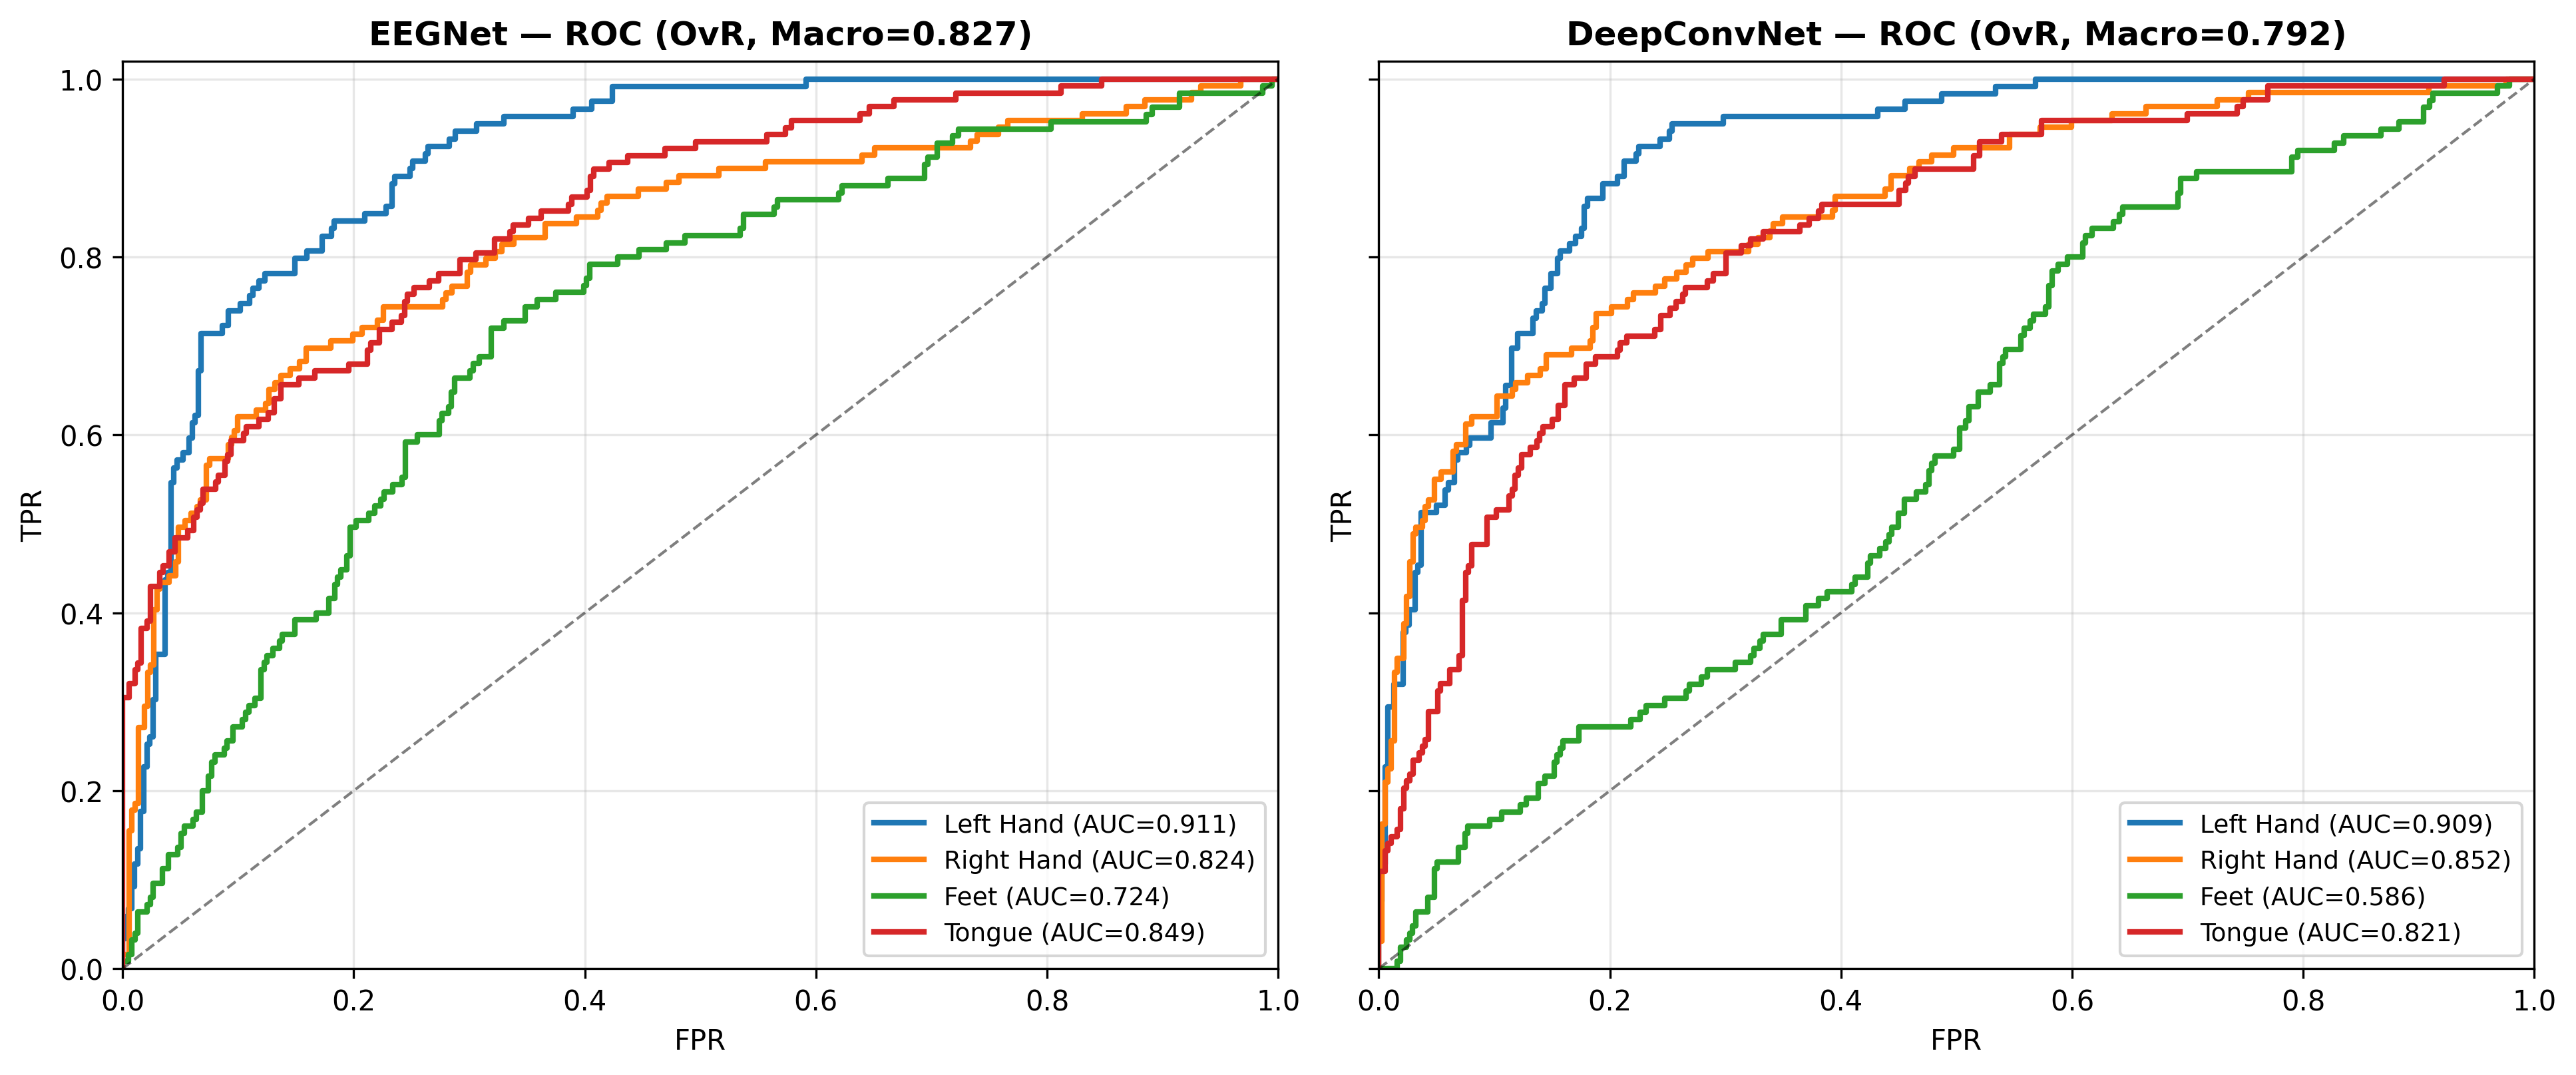 EEGNet — ROC (OvR, Macro=0.827)
1.0
0.8
0.6
0.4
0.2
0.0
TPR
0.0 0.2 0.4 0.6 0.8 1.0
FPR
Left Hand (AUC=0.911)
Right Hand (AUC=0.824)
Feet (AUC=0.724)
Tongue (AUC=0.849)
DeepConvNet — ROC (OvR, Macro=0.792)
TPR
0.0 0.2 0.4 0.6 0.8 1.0
FPR
Left Hand (AUC=0.909)
Right Hand (AUC=0.852)
Feet (AUC=0.586)
Tongue (AUC=0.821)